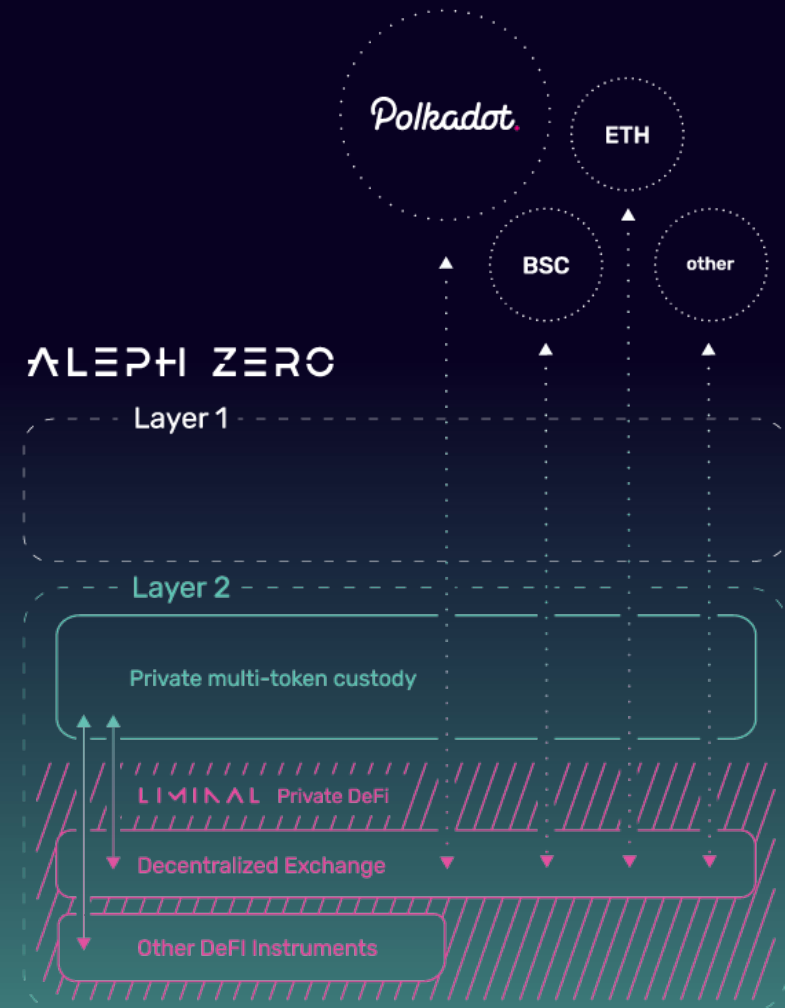 Polkadot.
ETH
BSC
other
ALEPH ZERO
Layer 1
Layer 2
Private multi-token custody
LIMINAL Private DeFi
Decentralized Exchange
Other DeFI Instruments